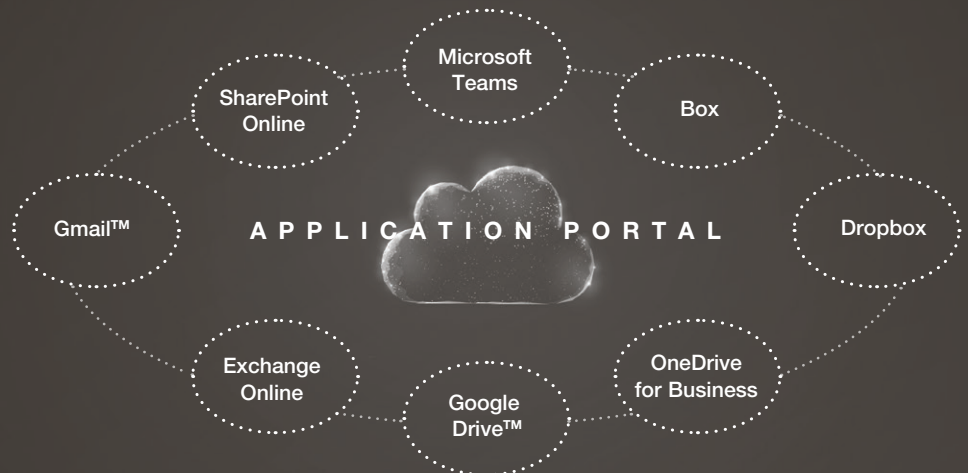 Microsoft
Teams
SharePoint
Online
Box
Gmail™
APPLICATION PORTAL
Dropbox
Exchange
Online
OneDrive
for Business
Google
Drive™